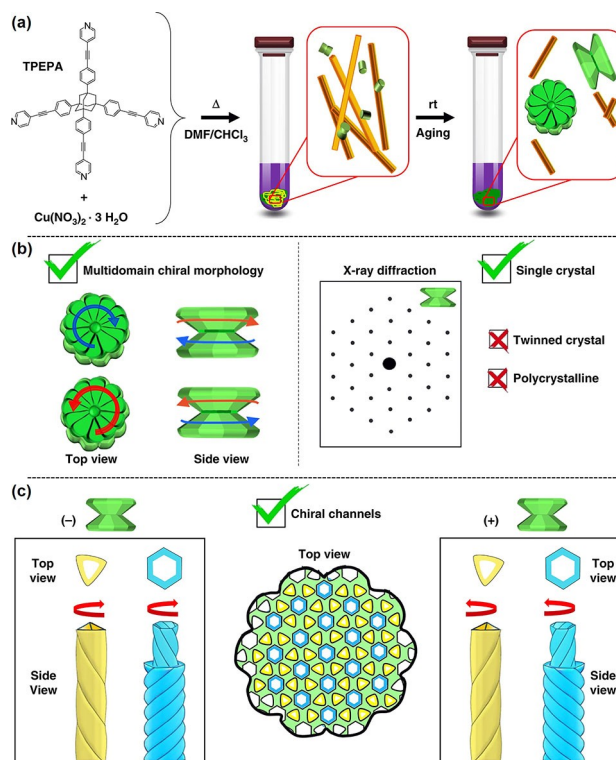 (a)
TPEPA
N
N
N
N
+
Cu(NO3)2 · 3 H2O
Δ
DMF/CHCl3
rt
Aging
(b)
Multidomain chiral morphology
Top view
Side view
X-ray diffraction
Single crystal
Twinned crystal
Polycrystalline
(c)
(–)
Top
view
Side
View
Chiral channels
Top view
(+)
Top
view
Side
view